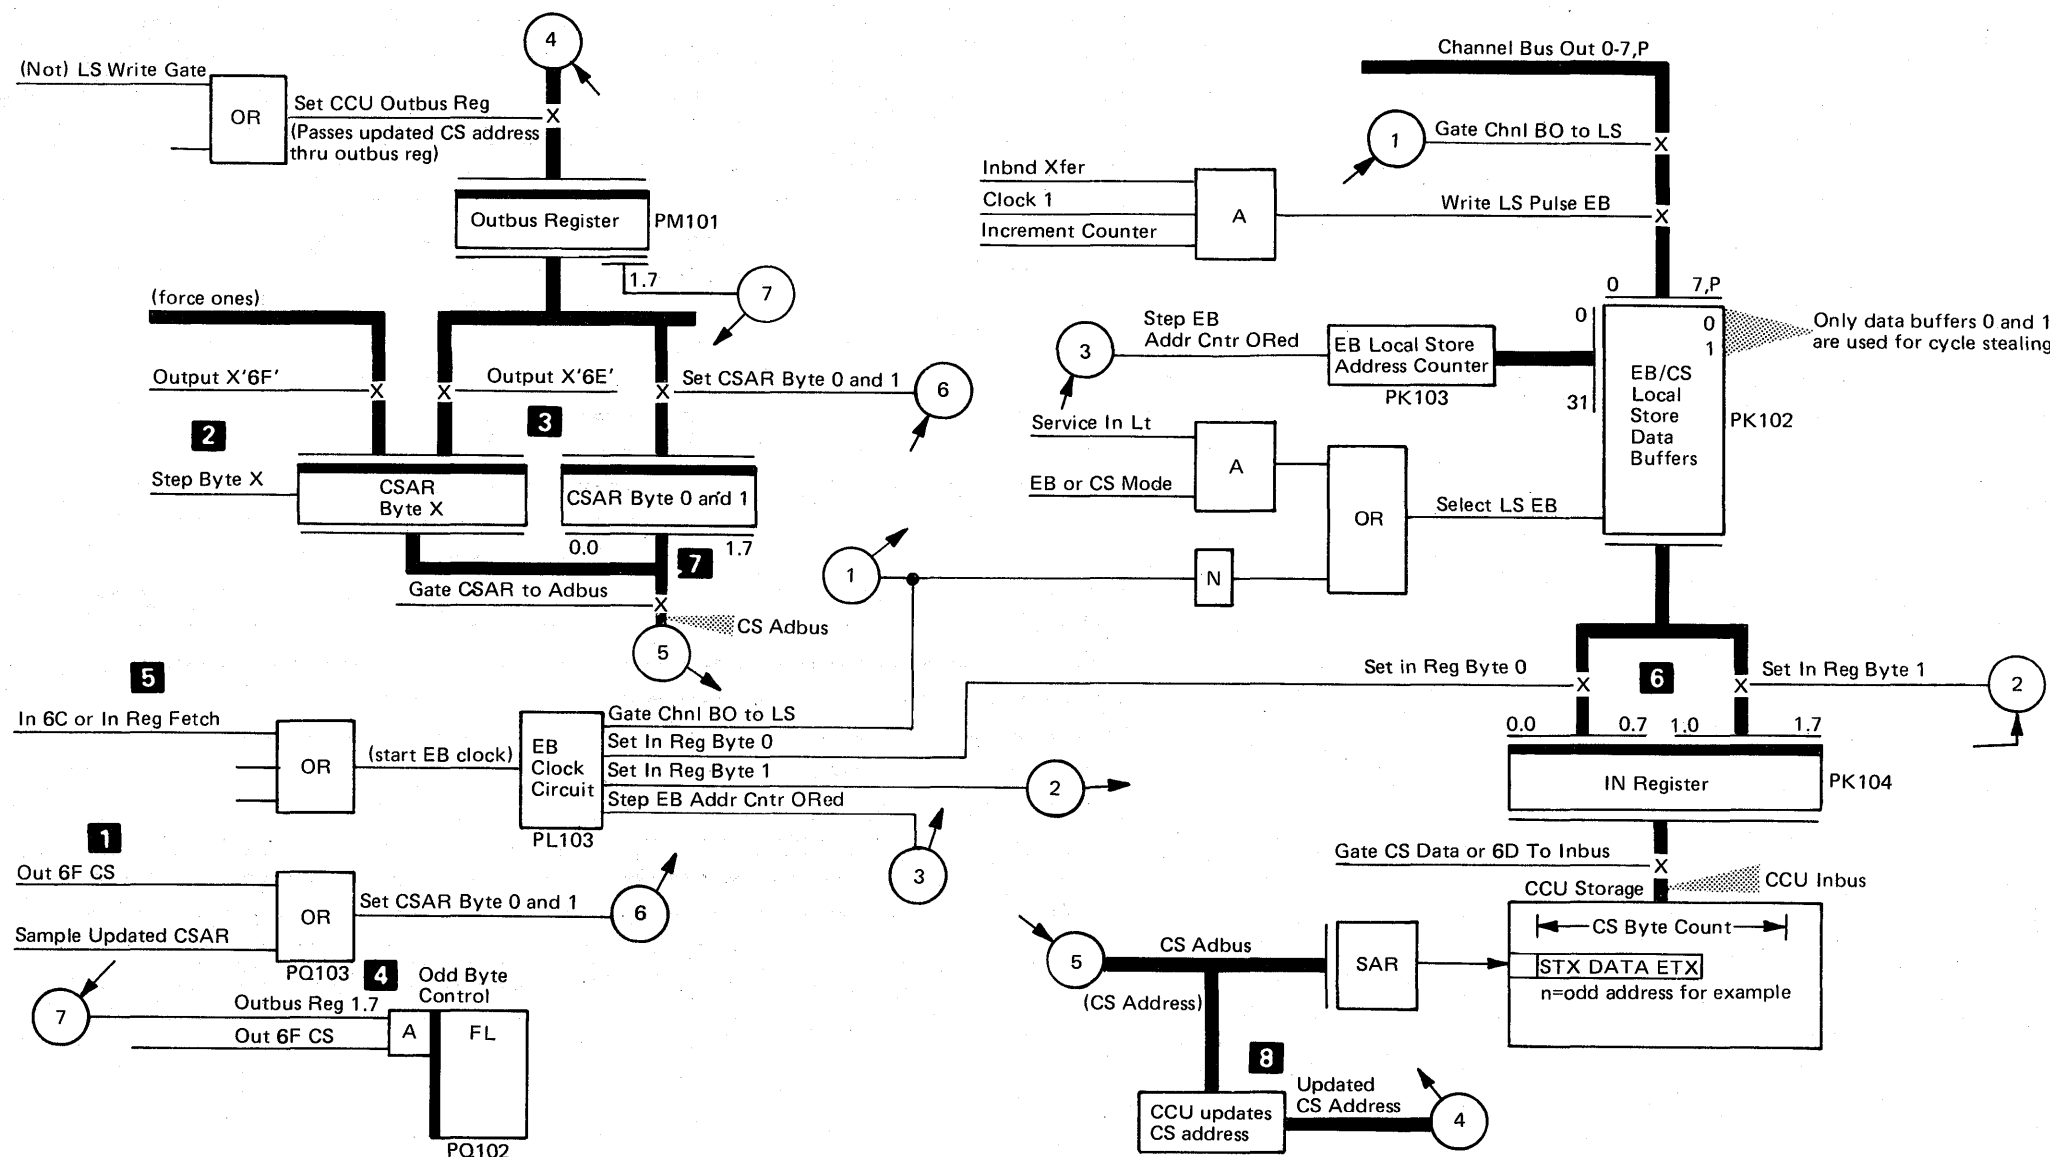 4
(Not) LS Write Gate
OR
Set CCU Outbus Reg
(Passes updated CS address
thru outbus reg)
Outbus Register
PM101
1.7
7
(force ones)
Output X'6F'
Output X'6E'
Set CSAR Byte 0 and 1
6
2
3
Step Byte X
CSAR
Byte X
CSAR Byte 0 and 1
0.0
1.7
7
Gate CSAR to Adbus
CS Adbus
5
Channel Bus Out 0-7,P
1
Gate Chnl BO to LS
Inbnd Xfer
Clock 1
Increment Counter
A
Write LS Pulse EB
0
7,P
3
Step EB
Addr Cntr ORed
EB Local Store
Address Counter
PK103
0
31
0
1
EB/CS
Local
Store
Data
Buffers
PK102
Only data buffers 0 and 1
are used for cycle stealing
Service In Lt
EB or CS Mode
A
OR
Select LS EB
1
N
5
In 6C or In Reg Fetch
OR
(start EB clock)
EB
Clock
Circuit
PL103
Gate Chnl BO to LS
Set In Reg Byte 0
Set In Reg Byte 1
Step EB Addr Cntr ORed
2
3
Set in Reg Byte 0
6
Set In Reg Byte 1
2
0.0
0.7
1.0
1.7
IN Register
PK104
1
Out 6F CS
Sample Updated CSAR
OR
PQ103
Set CSAR Byte 0 and 1
6
7
4
Odd Byte
Control
Outbus Reg 1.7
Out 6F CS
A
FL
PQ102
Gate CS Data or 6D To Inbus
CCU Storage
CCU Inbus
CS Byte Count
STX DATA ETX
n=odd address for example
5
CS Adbus
(CS Address)
SAR
8
CCU updates
CS address
Updated
CS Address
4